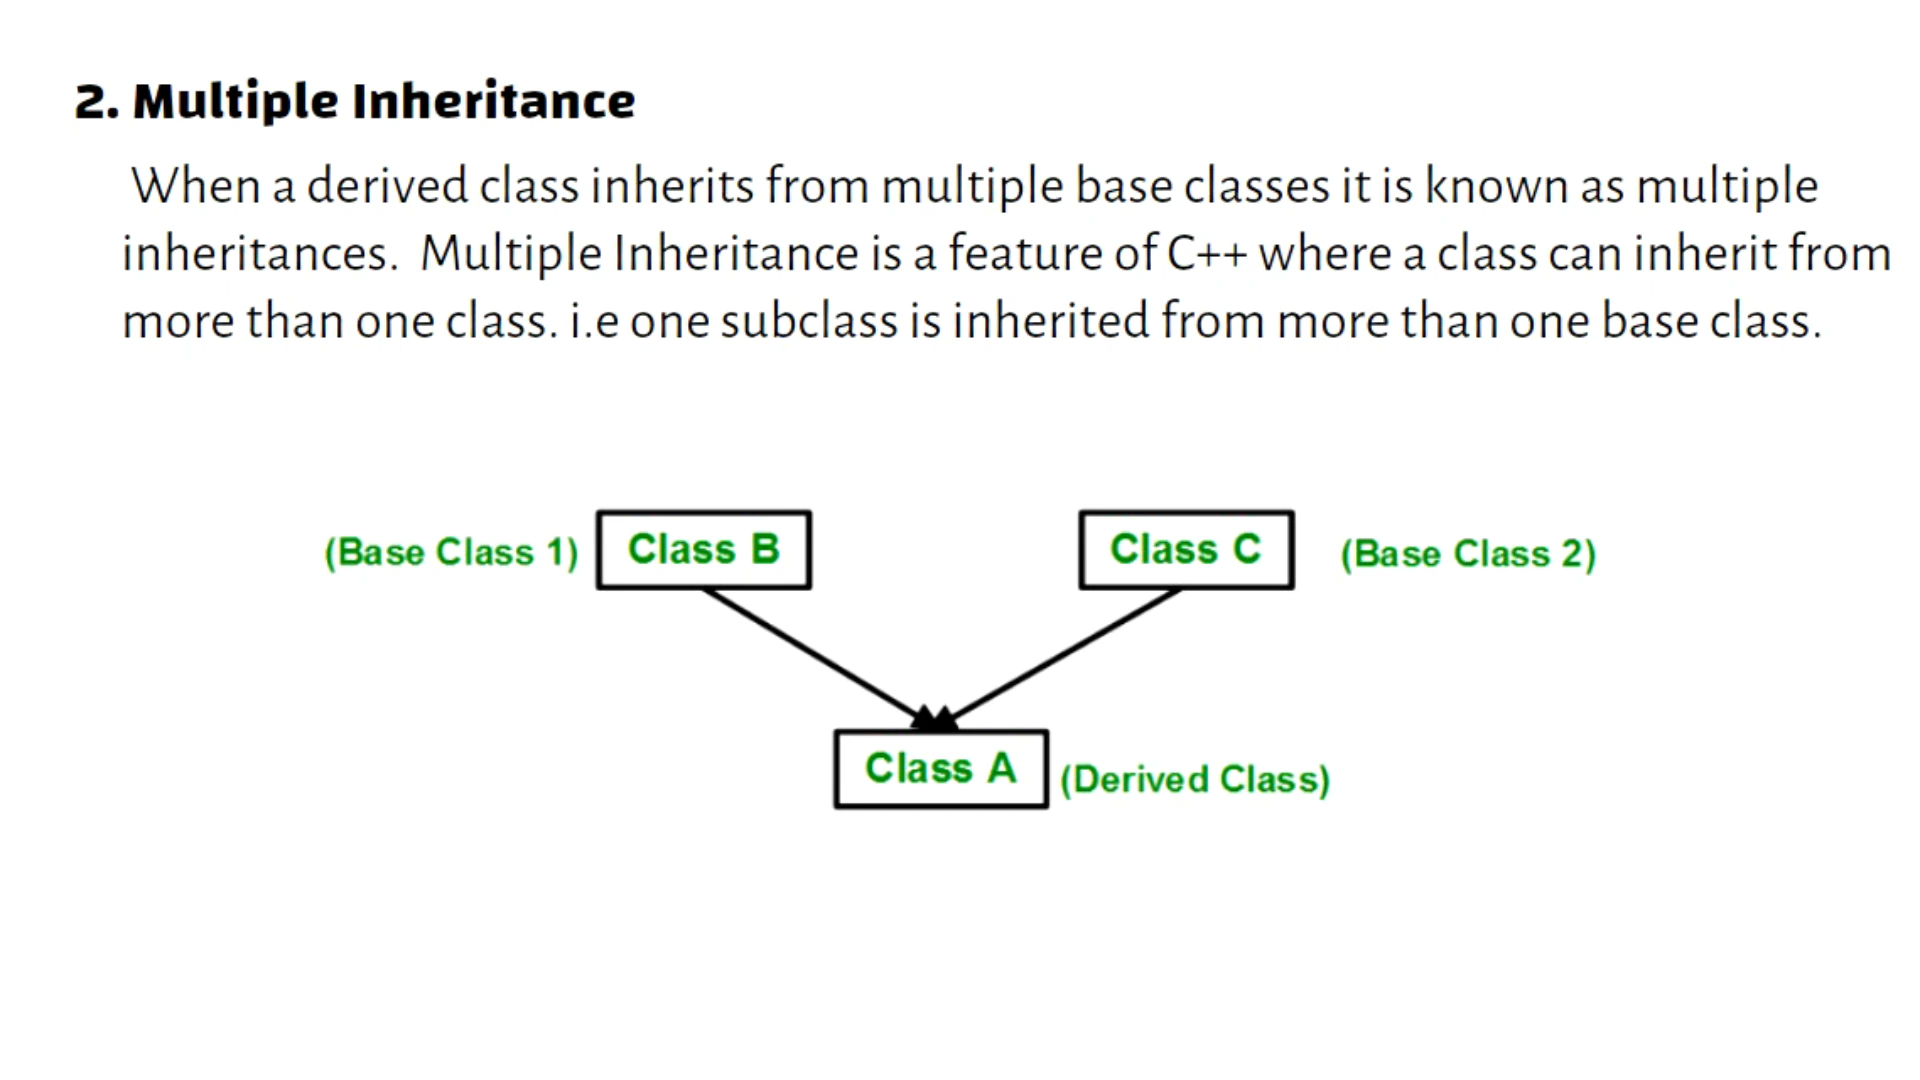 2. Multiple Inheritance
When a derived class inherits from multiple base classes it is known as multiple
inheritances. Multiple Inheritance is a feature of C++ where a class can inherit from
more than one class. i.e one subclass is inherited from more than one base class.
(Base Class 1) Class B Class C (Base Class 2)
Class A (Derived Class)